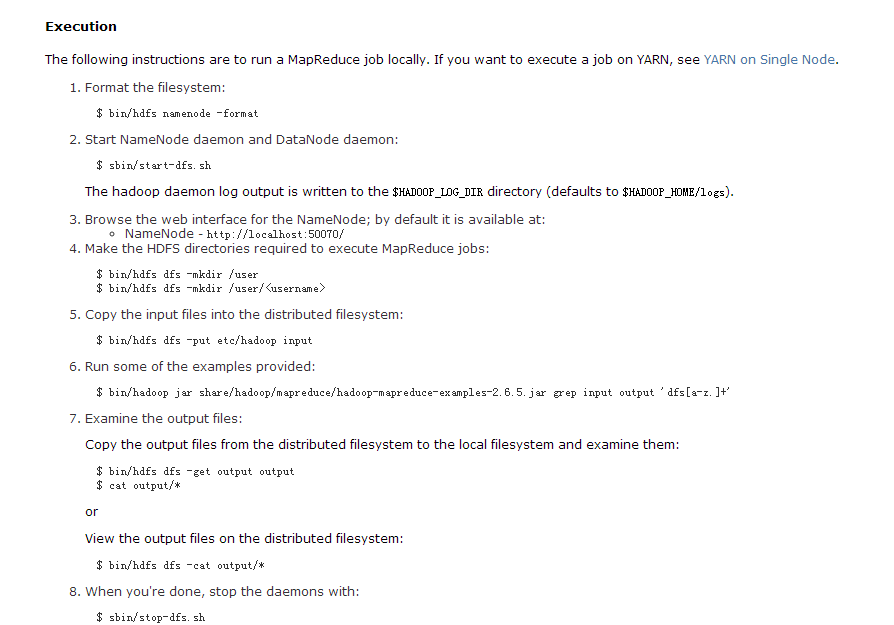 Execution
The following instructions are to run a MapReduce job locally. If you want to execute a job on YARN, see YARN on Single Node.
1. Format the filesystem:
$ bin/hdfs namenode -format
2. Start NameNode daemon and DataNode daemon:
$ sbin/start-dfs.sh
The hadoop daemon log output is written to the $HADOOP_LOG_DIR directory (defaults to $HADOOP_HOME/logs).
3. Browse the web interface for the NameNode; by default it is available at:
◦ NameNode - http://localhost:50070/
4. Make the HDFS directories required to execute MapReduce jobs:
$ bin/hdfs dfs -mkdir /user
$ bin/hdfs dfs -mkdir /user/<username>
5. Copy the input files into the distributed filesystem:
$ bin/hdfs dfs -put etc/hadoop input
6. Run some of the examples provided:
$ bin/hadoop jar share/hadoop/mapreduce/hadoop-mapreduce-examples-2.6.5.jar grep input output 'dfs[a-z.]+'
7. Examine the output files:
Copy the output files from the distributed filesystem to the local filesystem and examine them:
$ bin/hdfs dfs -get output output
$ cat output/*
or
View the output files on the distributed filesystem:
$ bin/hdfs dfs -cat output/*
8. When you're done, stop the daemons with:
$ sbin/stop-dfs.sh